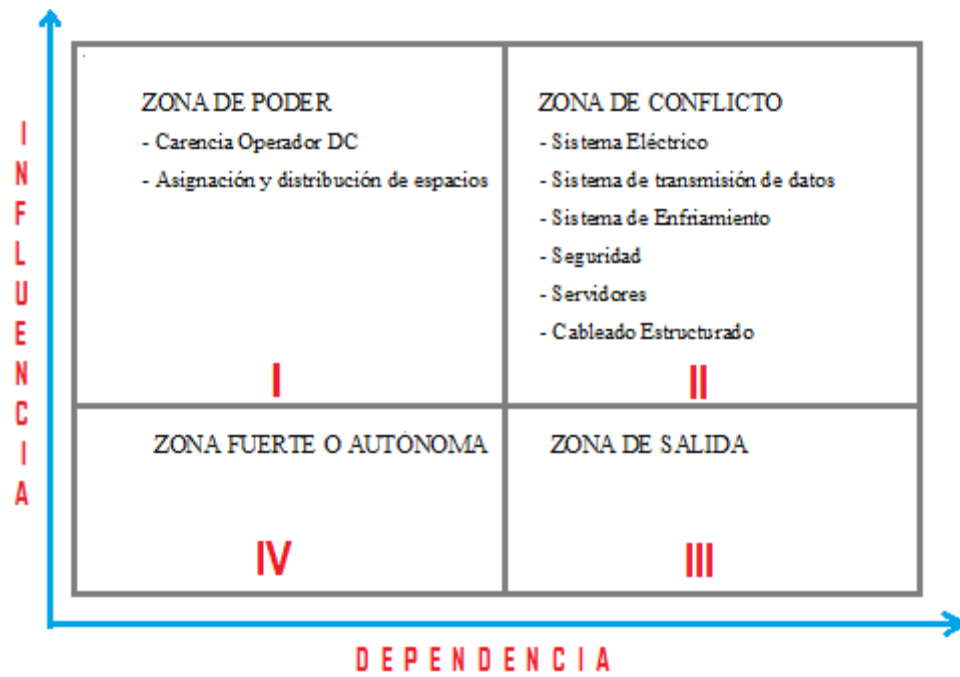 INFLUENCIA
ZONA DE PODER
- Carencia Operador DC
- Asignación y distribución de espacios
I
ZONA DE CONFLICTO
- Sistema Eléctrico
- Sistema de transmisión de datos
- Sistema de Enfriamiento
- Seguridad
- Servidores
- Cableado Estructurado
II
ZONA FUERTE O AUTÓNOMA
IV
ZONA DE SALIDA
III
DEPENDENCIA